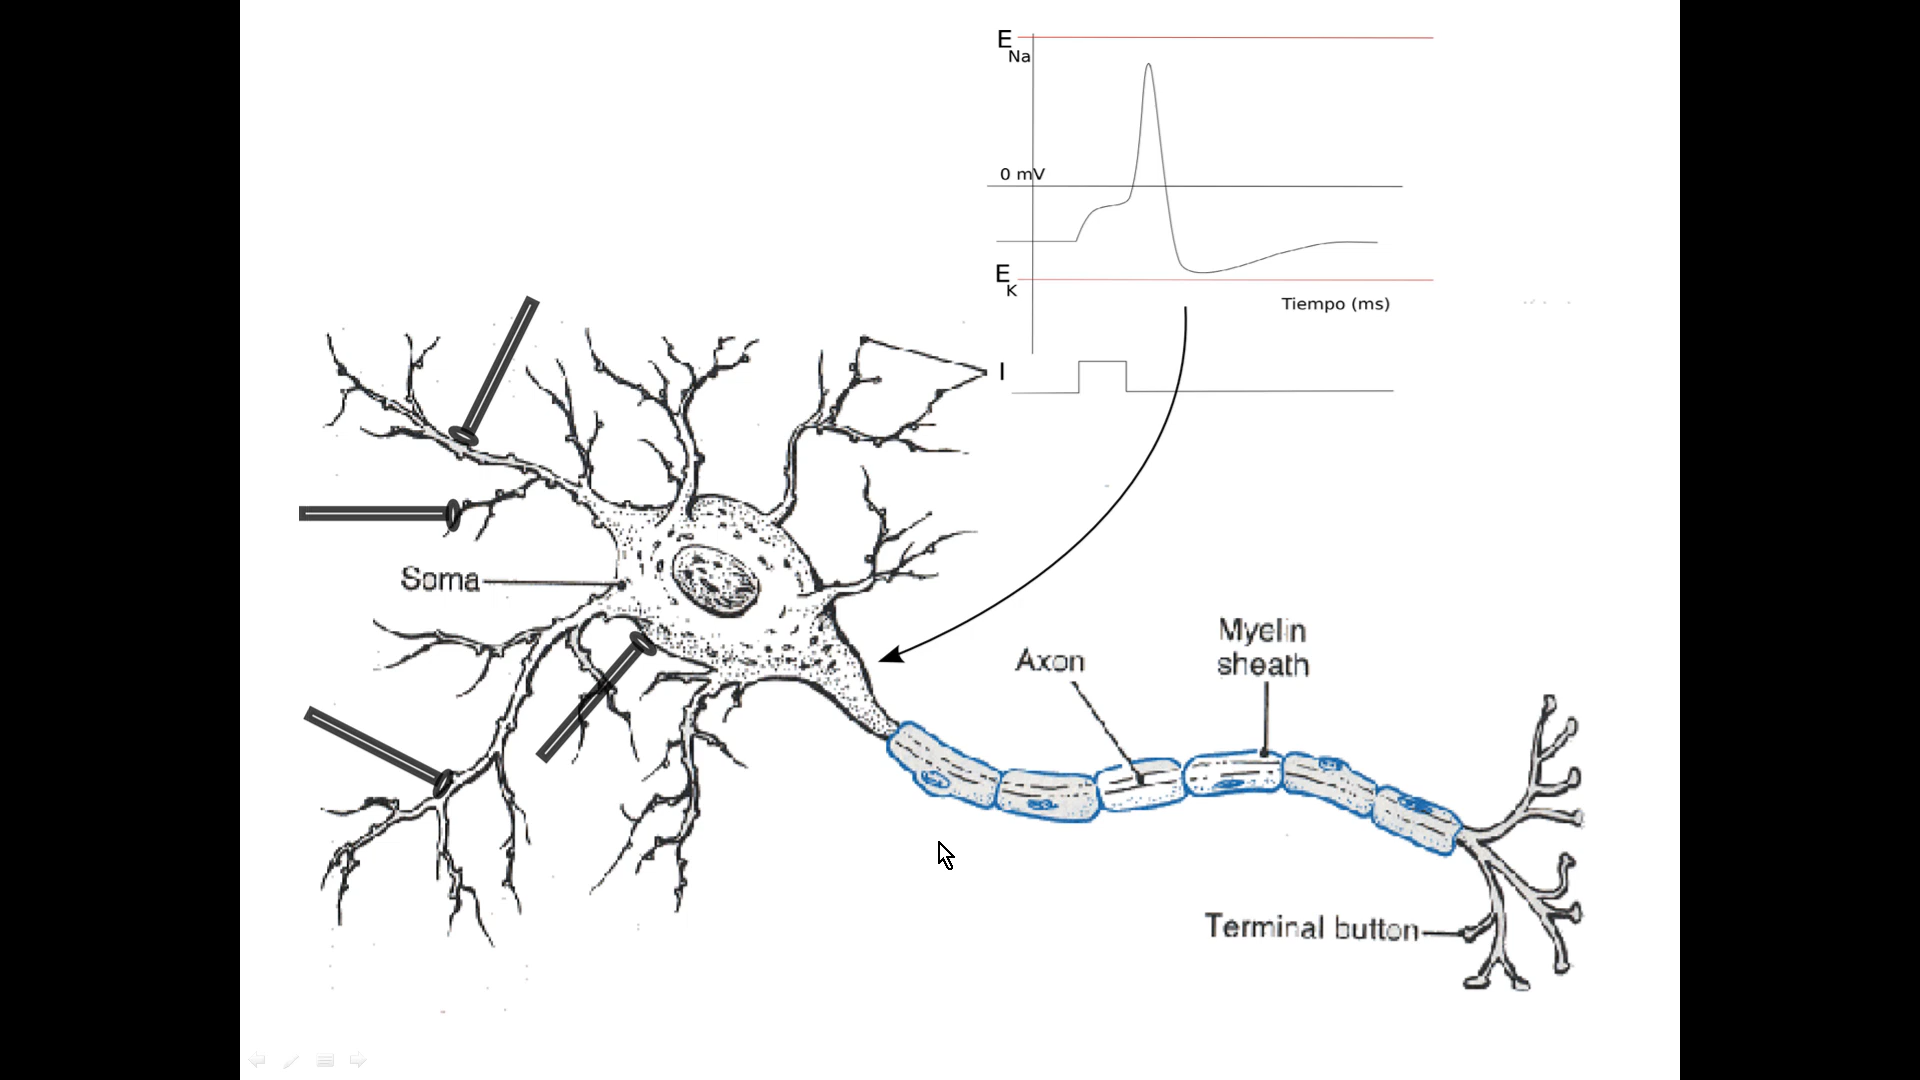 E
Na
0 mV
E
K
Tiempo (ms)
I
Soma
Axon
Myelin
sheath
Terminal button